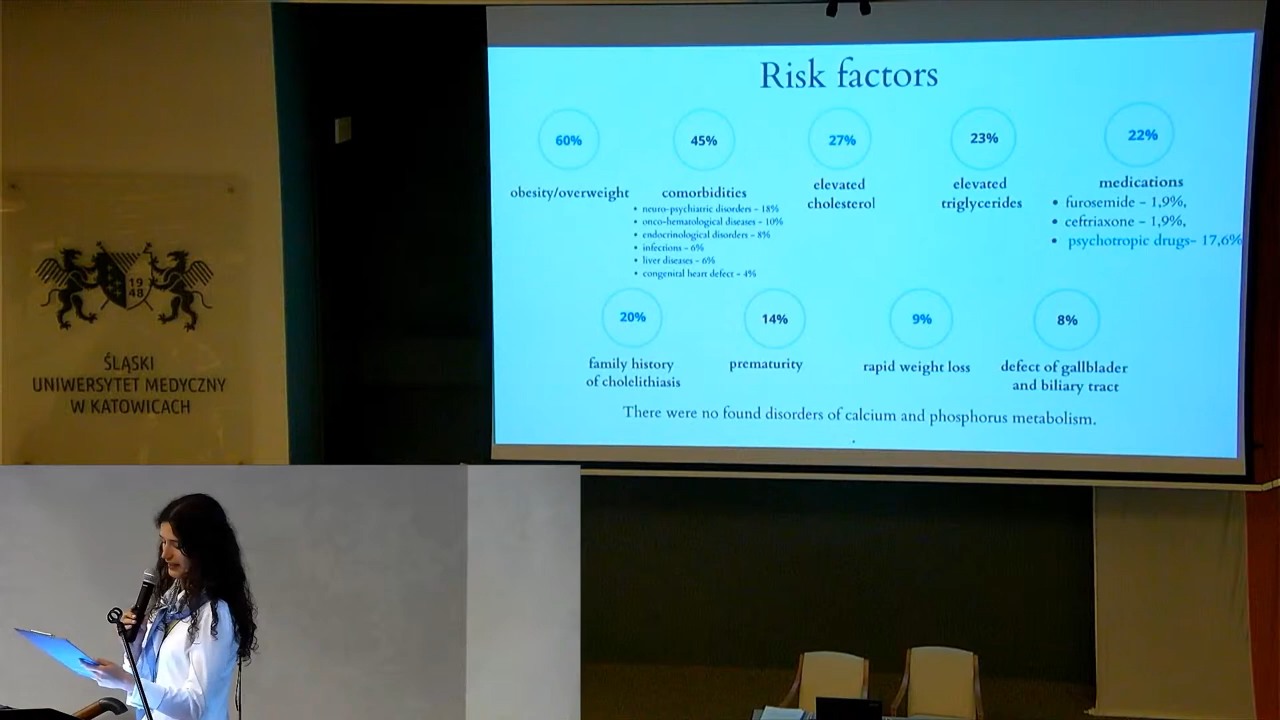 Risk factors
60%
45%
27%
23%
22%
obesity/overweight
comorbidities
• neuro-psychiatric disorders - 18%
• onco-hematological diseases - 10%
• endocrinological disorders - 8%
• infections - 6%
• liver diseases - 6%
• congenital heart defect - 4%
elevated
cholesterol
elevated
triglycerides
medications
• furosemide - 1,9%,
• ceftriaxone - 1,9%,
• psychotropic drugs- 17,6%
20%
14%
9%
8%
family history
of cholelithiasis
prematurity
rapid weight loss
defect of gallblader
and biliary tract
There were no found disorders of calcium and phosphorus metabolism.
19
48
ŚLĄSKI
UNIWERSYTET MEDYCZNY
W KATOWICACH